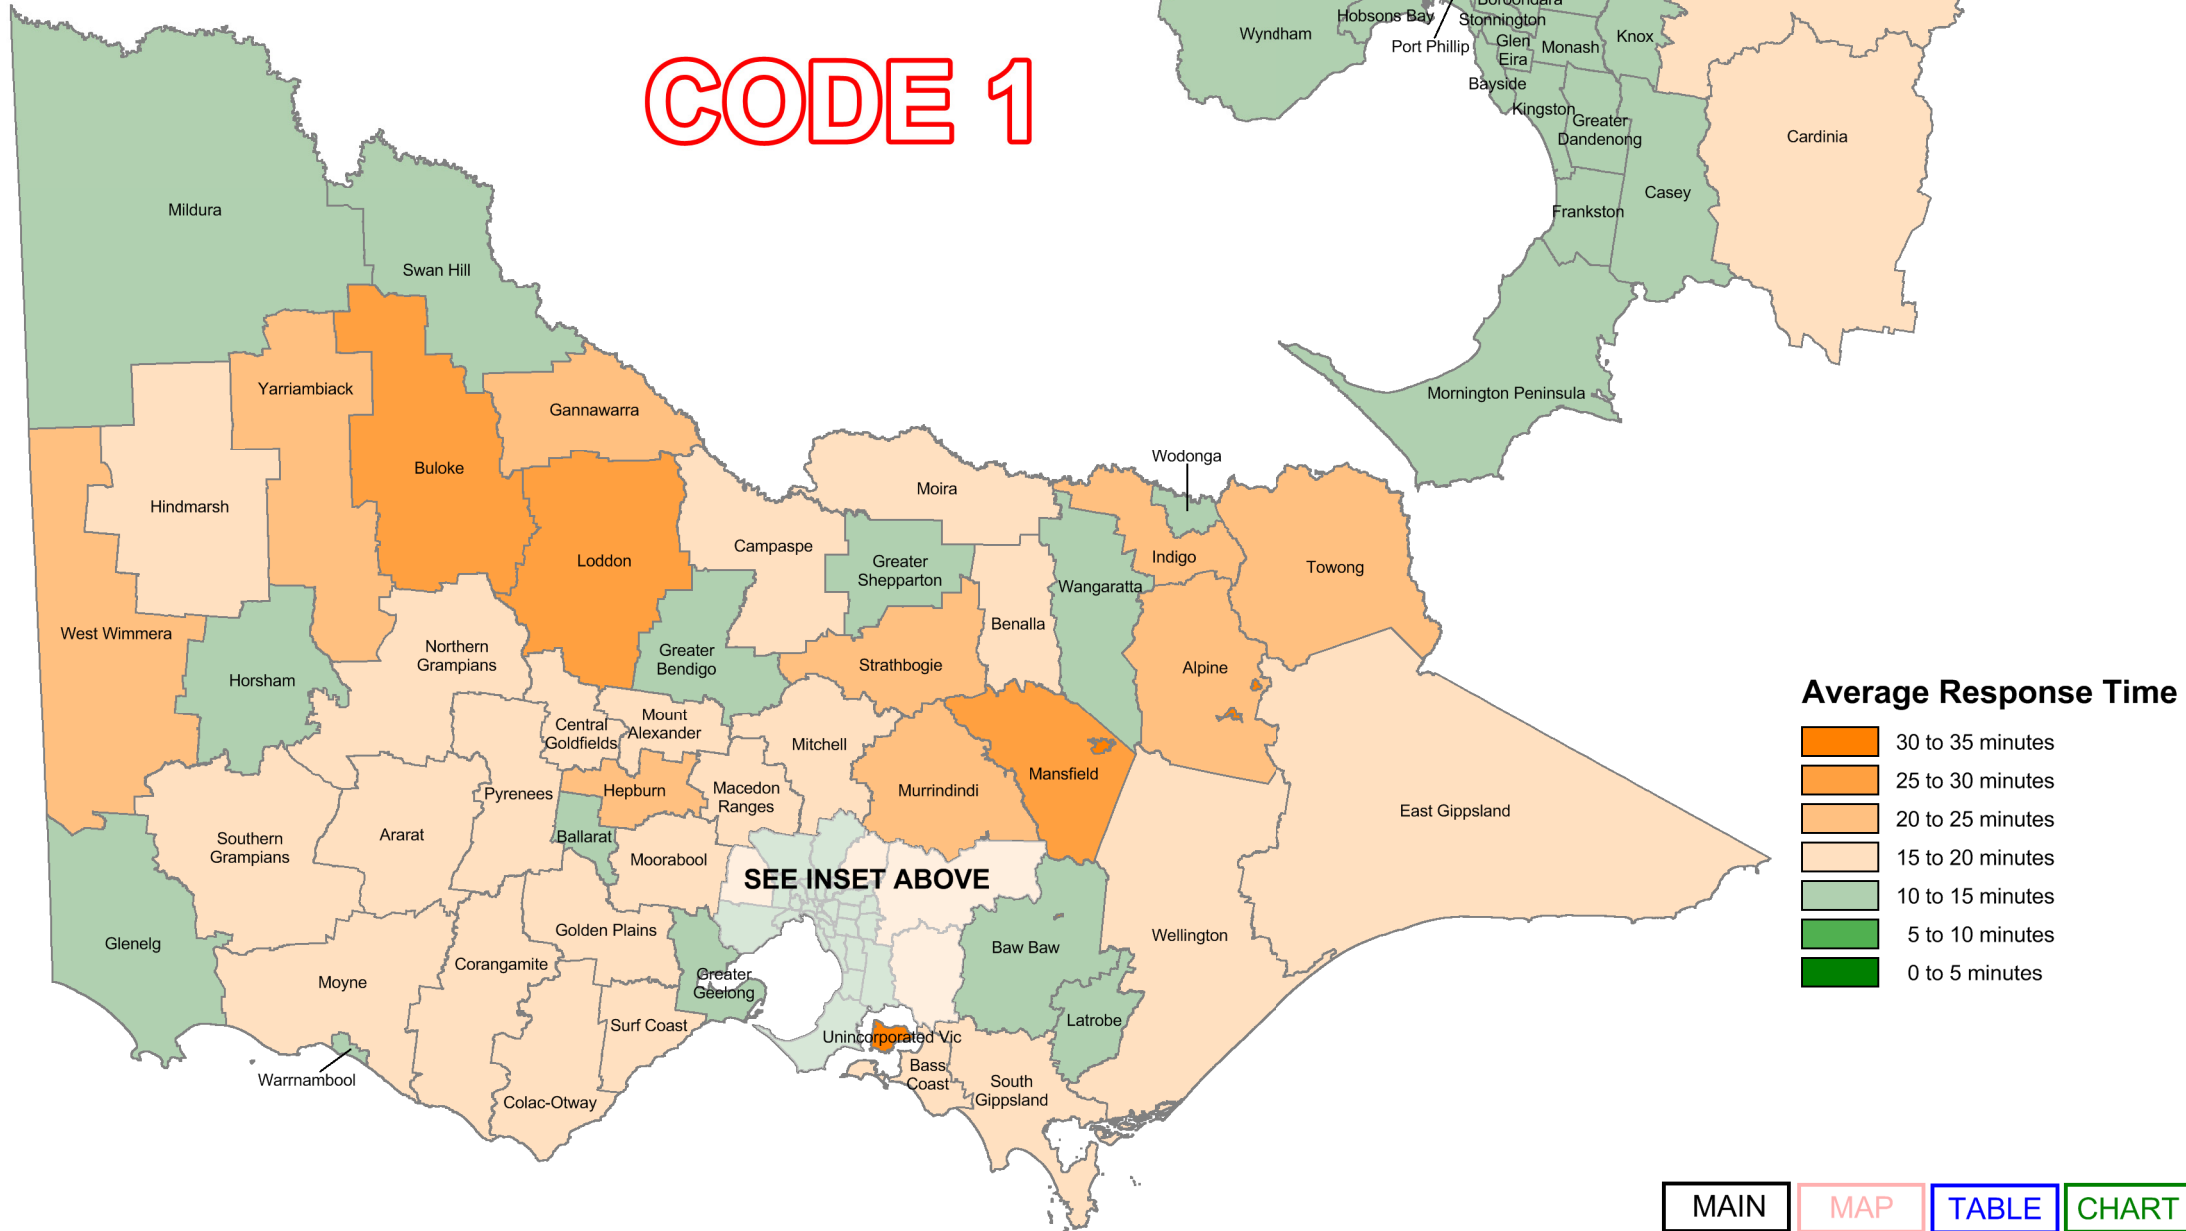 Boroondara
Hobsons Bay
Stonnington
Wyndham
Port Phillip
Glen
Eira
Monash
Knox
Bayside
Kingston
Greater
Dandenong
Cardinia
Casey
Frankston
Mornington Peninsula
CODE 1
Mildura
Swan Hill
Yarriambiack
Gannawarra
Buloke
Hindmarsh
Loddon
Campaspe
Moira
Wodonga
Greater
Shepparton
Indigo
Towong
Wangaratta
Benalla
West Wimmera
Horsham
Northern
Grampians
Greater
Bendigo
Strathbogie
Alpine
Central
Goldfields
Mount
Alexander
Mitchell
Mansfield
Pyrenees
Hepburn
Macedon
Ranges
Murrindindi
East Gippsland
Southern
Grampians
Ararat
Ballarat
Moorabool
SEE INSET ABOVE
Glenelg
Golden Plains
Baw Baw
Wellington
Moyne
Corangamite
Greater
Geelong
Surf Coast
Latrobe
Unincorporated Vic
Warrnambool
Bass
Coast
South
Gippsland
Colac-Otway
Average Response Time
30 to 35 minutes
25 to 30 minutes
20 to 25 minutes
15 to 20 minutes
10 to 15 minutes
5 to 10 minutes
0 to 5 minutes
MAIN
MAP
TABLE
CHART